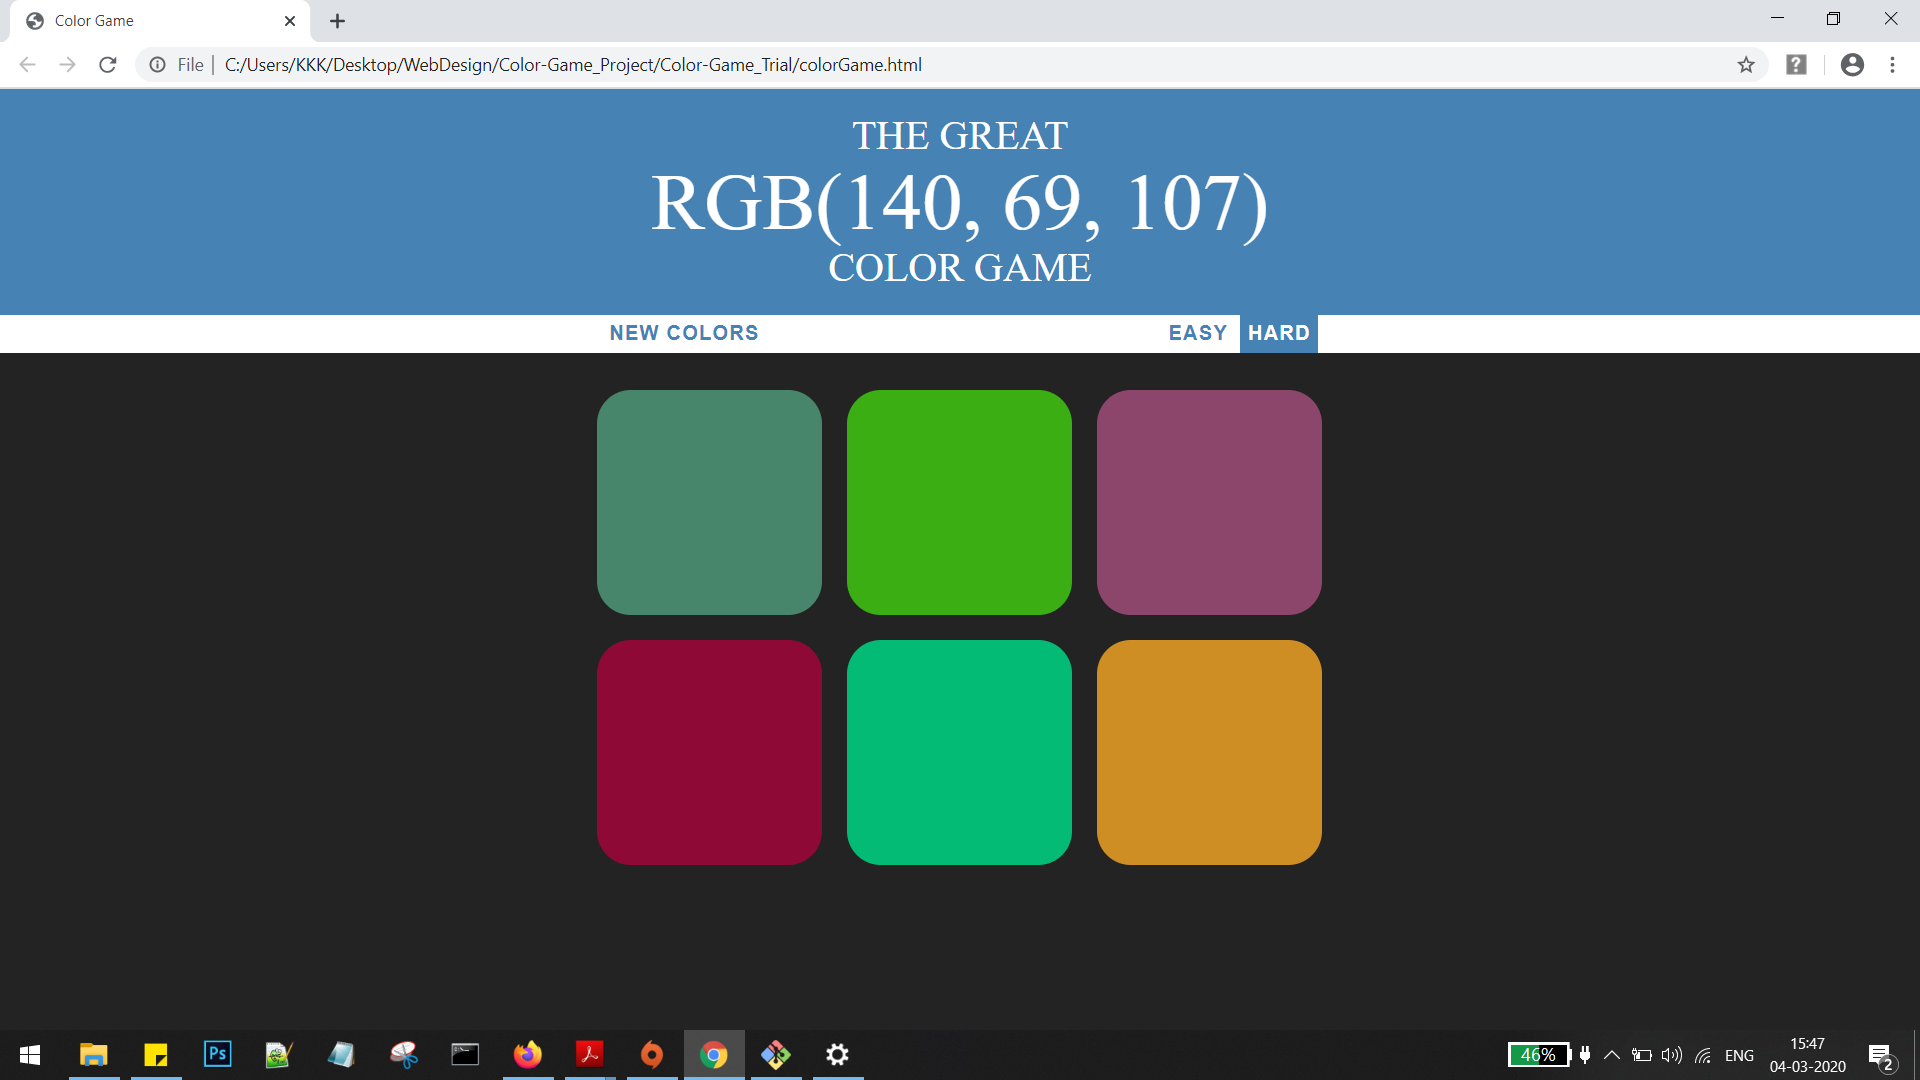 Color Game
File C:/Users/KKK/Desktop/WebDesign/Color-Game_Project/Color-Game_Trial/colorGame.html
THE GREAT
RGB(140, 69, 107)
COLOR GAME
NEW COLORS EASY HARD
Ps
46% ENG 15:47
04-03-2020 2